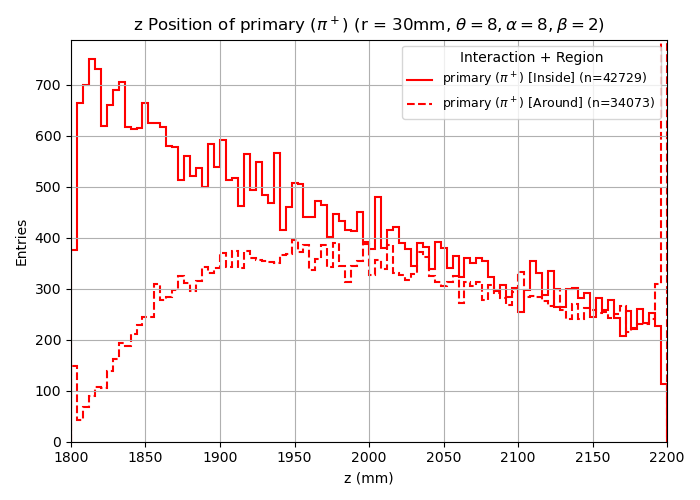 z Position of primary (π⁺) (r = 30mm, θ = 8, α = 8, β = 2)
Interaction + Region
primary (π⁺) [Inside] (n=42729)
primary (π⁺) [Around] (n=34073)
Entries
700
600
500
400
300
200
100
0
1800 1850 1900 1950 2000 2050 2100 2150 2200
z (mm)